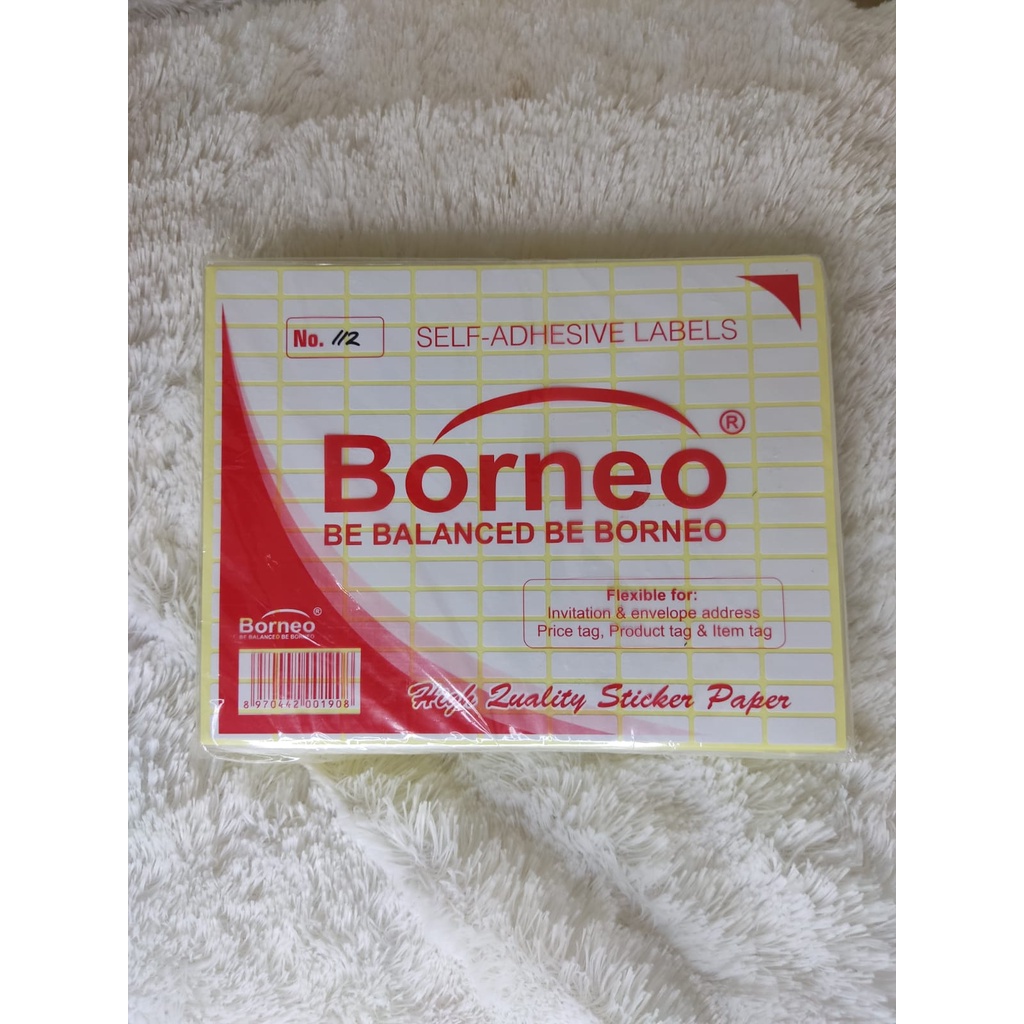 No. 112
SELF-ADHESIVE LABELS
Borneo®
BE BALANCED BE BORNEO
Flexible for:
Invitation & envelope address
Price tag, Product tag & Item tag
Borneo®
BE BALANCED BE BORNEO
8 970442 001908
High Quality Sticker Paper